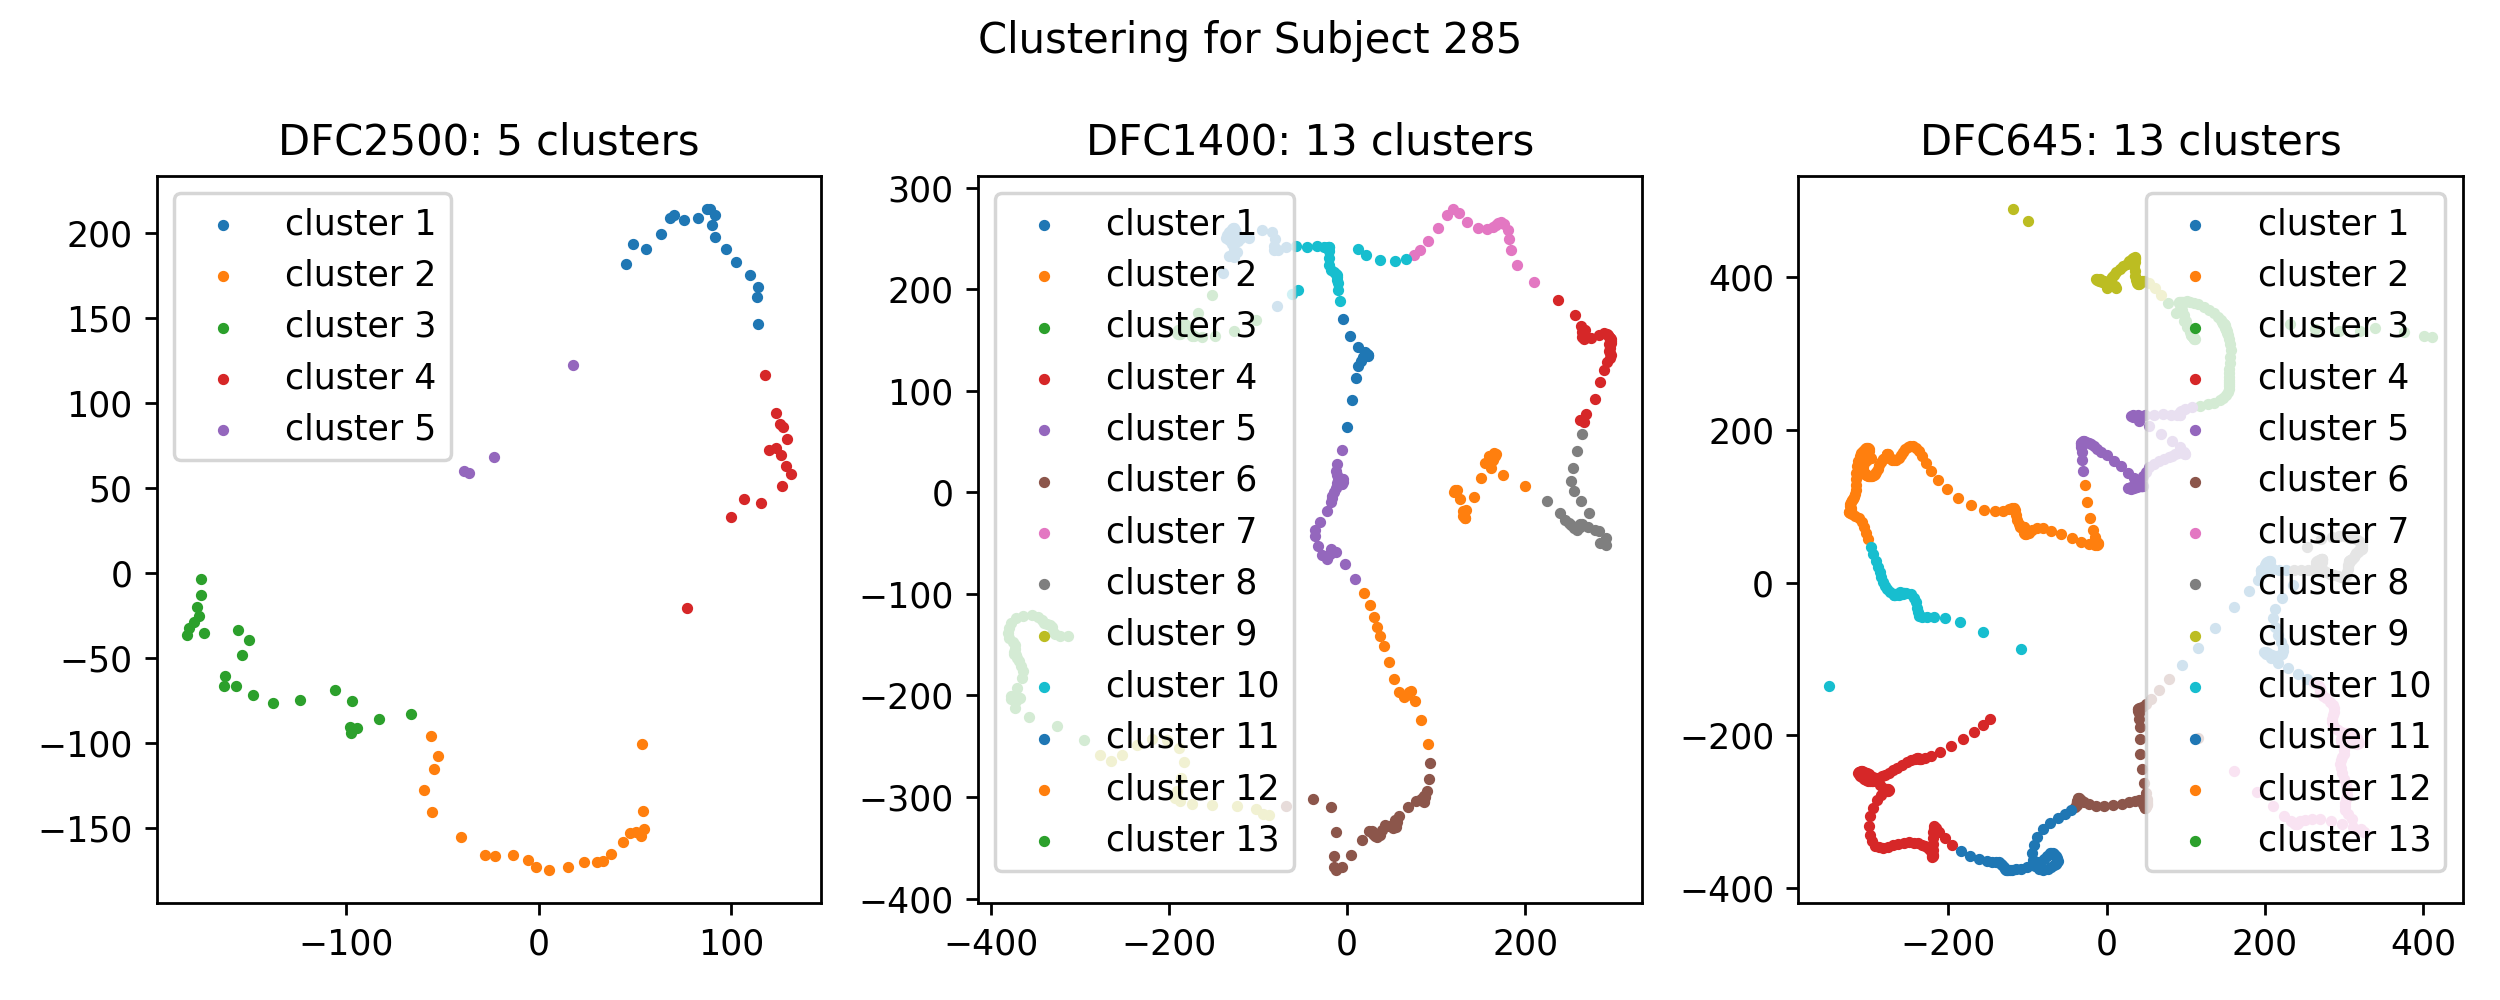 Clustering for Subject 285
DFC2500: 5 clusters
200
150
100
50
0
−50
−100
−150
−100
0
100
cluster 1
cluster 2
cluster 3
cluster 4
cluster 5
DFC1400: 13 clusters
300
200
100
0
−100
−200
−300
−400
−400
−200
0
200
cluster 1
cluster 2
cluster 3
cluster 4
cluster 5
cluster 6
cluster 7
cluster 8
cluster 9
cluster 10
cluster 11
cluster 12
cluster 13
DFC645: 13 clusters
400
200
0
−200
−400
−200
0
200
400
cluster 1
cluster 2
cluster 3
cluster 4
cluster 5
cluster 6
cluster 7
cluster 8
cluster 9
cluster 10
cluster 11
cluster 12
cluster 13